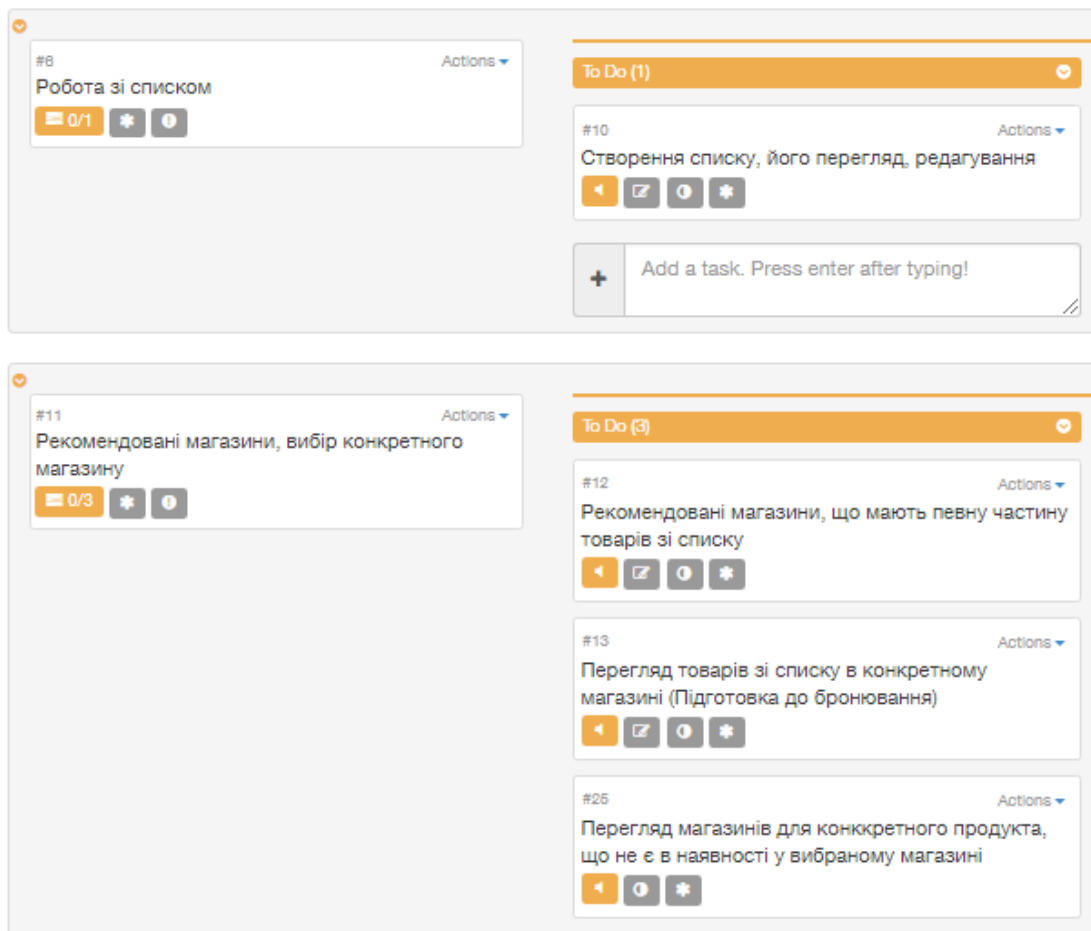 #6 Actions
Робота зі списком
0/1
To Do (1)
#10 Actions
Створення списку, його перегляд, редагування
Add a task. Press enter after typing!
#11 Actions
Рекомендовані магазини, вибір конкретного
магазину
0/3
To Do (3)
#12 Actions
Рекомендовані магазини, що мають певну частину
товарів зі списку
#13 Actions
Перегляд товарів зі списку в конкретному
магазині (Підготовка до бронювання)
#25 Actions
Перегляд магазинів для конккретного продукта,
що не є в наявності у вибраному магазині